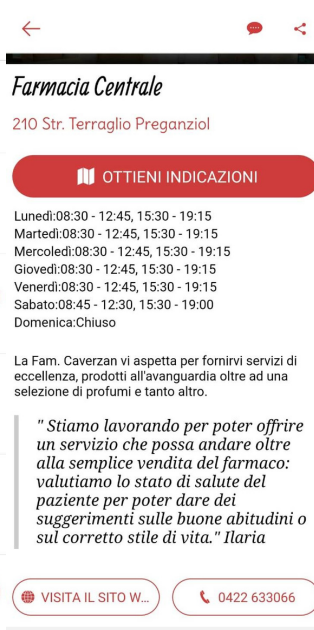 Farmacia Centrale
210 Str. Terraglio Preganziol
OTTIENI INDICAZIONI
Lunedì:08:30 - 12:45, 15:30 - 19:15
Martedì:08:30 - 12:45, 15:30 - 19:15
Mercoledì:08:30 - 12:45, 15:30 - 19:15
Giovedì:08:30 - 12:45, 15:30 - 19:15
Venerdì:08:30 - 12:45, 15:30 - 19:15
Sabato:08:45 - 12:30, 15:30 - 19:00
Domenica:Chiuso
La Fam. Caverzan vi aspetta per fornirvi servizi di
eccellenza, prodotti all'avanguardia oltre ad una
selezione di profumi e tanto altro.
" Stiamo lavorando per poter offrire
un servizio che possa andare oltre
alla semplice vendita del farmaco:
valutiamo lo stato di salute del
paziente per poter dare dei
suggerimenti sulle buone abitudini o
sul corretto stile di vita." Ilaria
VISITA IL SITO W...
0422 633066